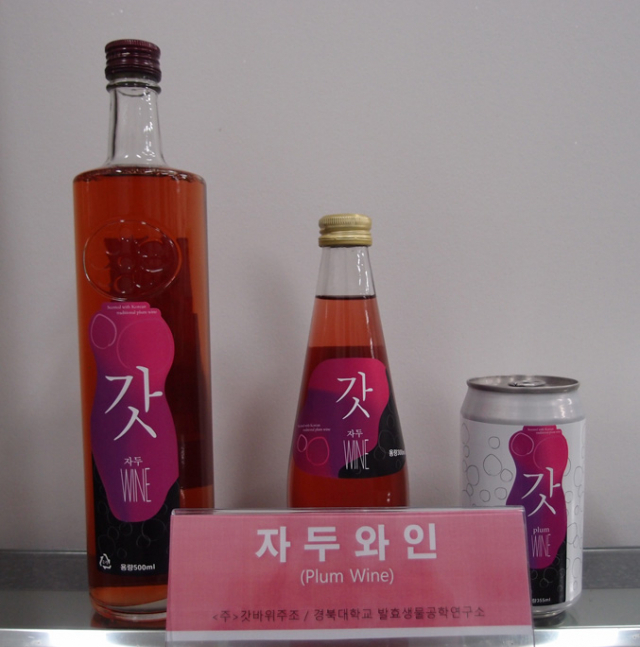 갓
자두
WINE
용량500ml
갓
자두
WINE
갓
plum
WINE
자두와인
(Plum Wine)
<주>갓바위주조 / 경북대학교 발효생물공학연구소